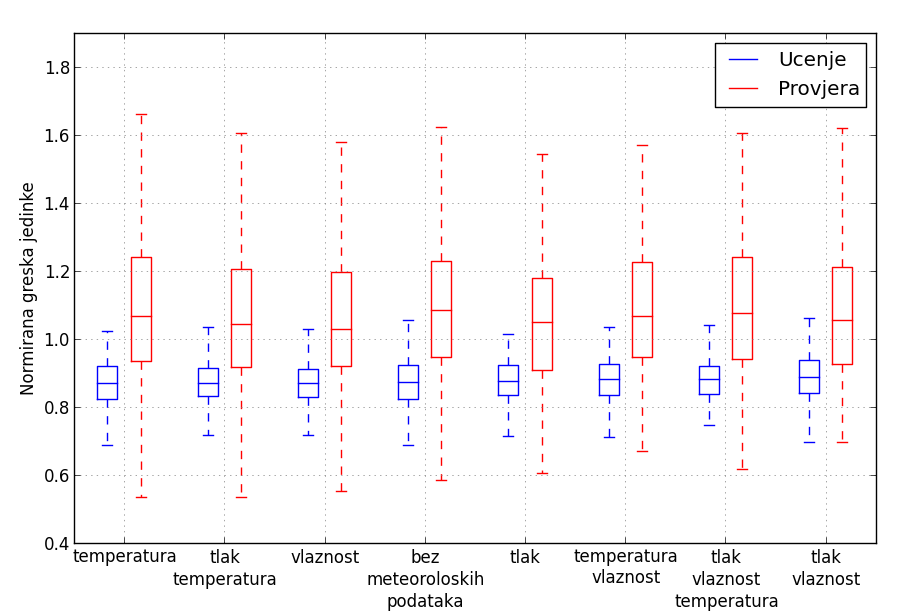 Ucenje
Provjera
Normirana greska jedinke
1.8
1.6
1.4
1.2
1.0
0.8
0.6
0.4
temperatura
tlak
temperatura
vlaznost
bez
meteoroloskih
podataka
tlak
temperatura
vlaznost
tlak
vlaznost
temperatura
tlak
vlaznost